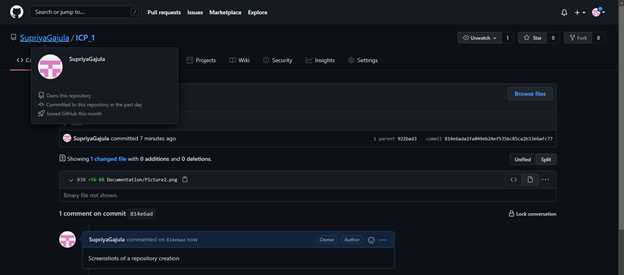 Search or jump to... /
Pull requests Issues Marketplace Explore
SupriyaGajula / ICP_1
Unwatch 1 Star 0 Fork 0
Projects Wiki Security Insights Settings
SupriyaGajula
Owns this repository
Committed to this repository in the past day
Joined GitHub this month
Browse files
SupriyaGajula committed 7 minutes ago
1 parent 922bad3 commit 814e6ada2fa049eb24ef535bc85ca2b33e6afc77
Showing 1 changed file with 0 additions and 0 deletions.
Unified Split
BIN +56 KB Documentation/Picture2.png
Binary file not shown.
1 comment on commit 814e6ad
Lock conversation
SupriyaGajula commented on 814e6ad now
Owner Author
Screenshots of a repository creation